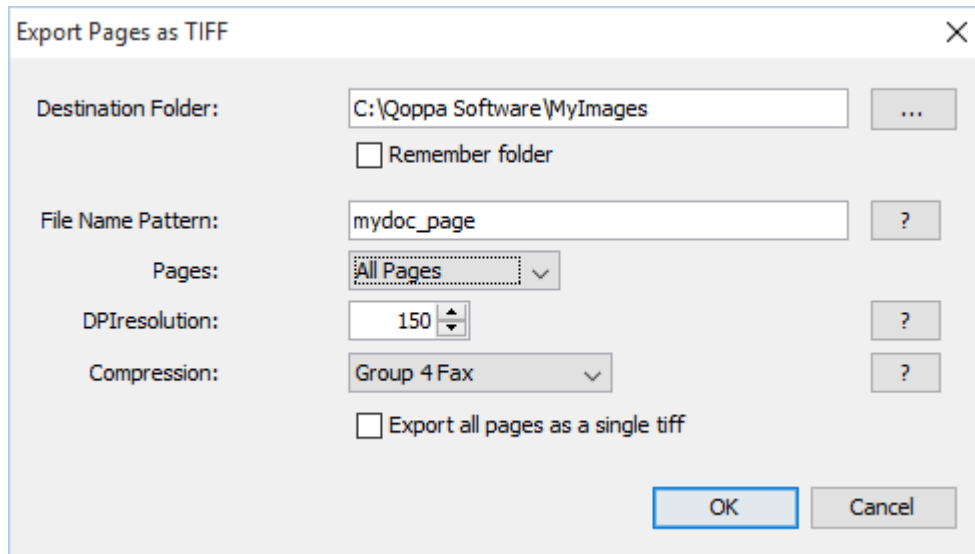 Export Pages as TIFF
Destination Folder: C:\Qoppa Software\MyImages ...
Remember folder
File Name Pattern: mydoc_page ?
Pages: All Pages
DPIresolution: 150 ?
Compression: Group 4 Fax ?
Export all pages as a single tiff
OK Cancel